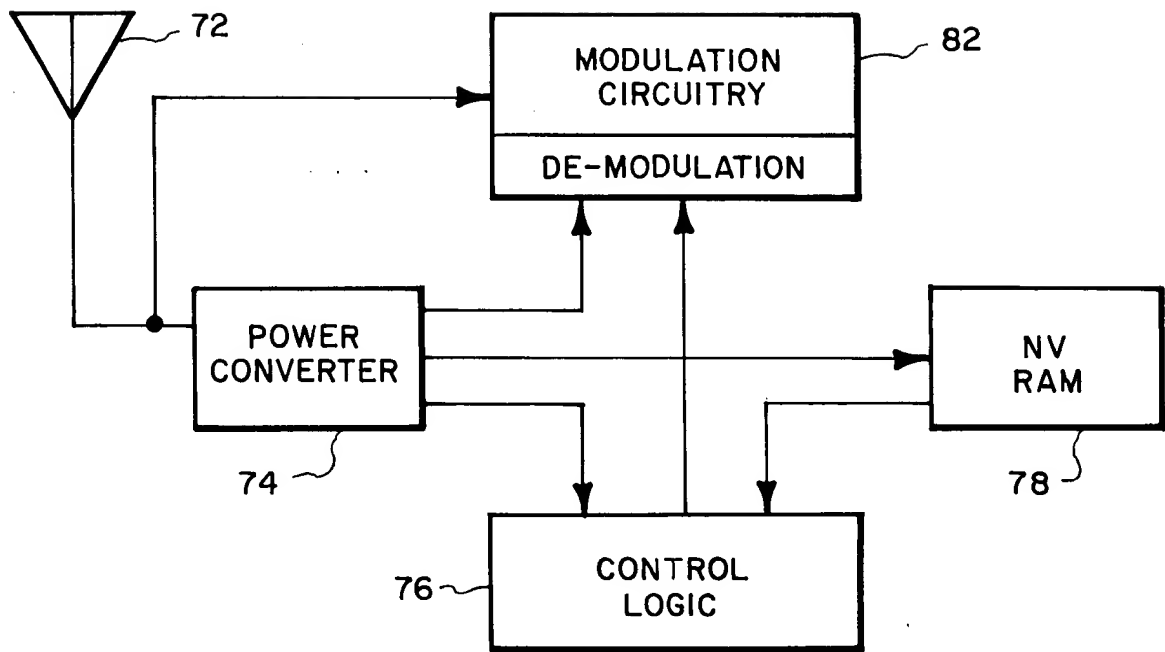 72
82
MODULATION
CIRCUITRY
DE-MODULATION
POWER
CONVERTER
NV
RAM
74
78
76
CONTROL
LOGIC